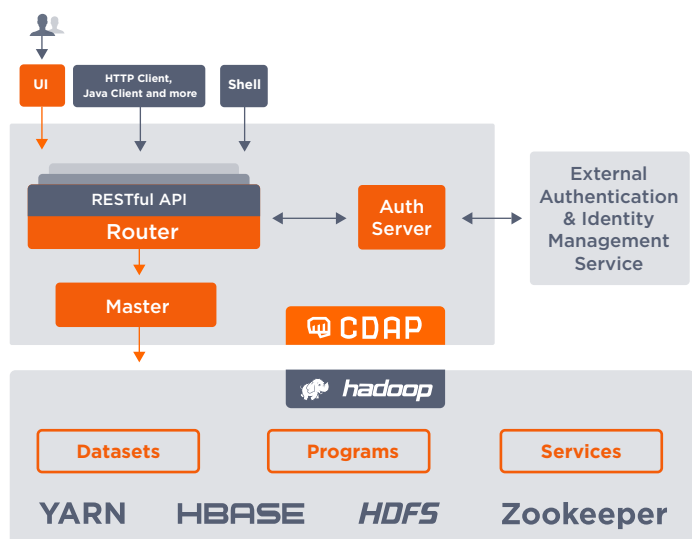 UI
HTTP Client,
Java Client and more
Shell
RESTful API
Router
Auth
Server
External
Authentication
& Identity
Management
Service
Master
CDAP
hadoop
Datasets
Programs
Services
YARN
HBASE
HDFS
Zookeeper